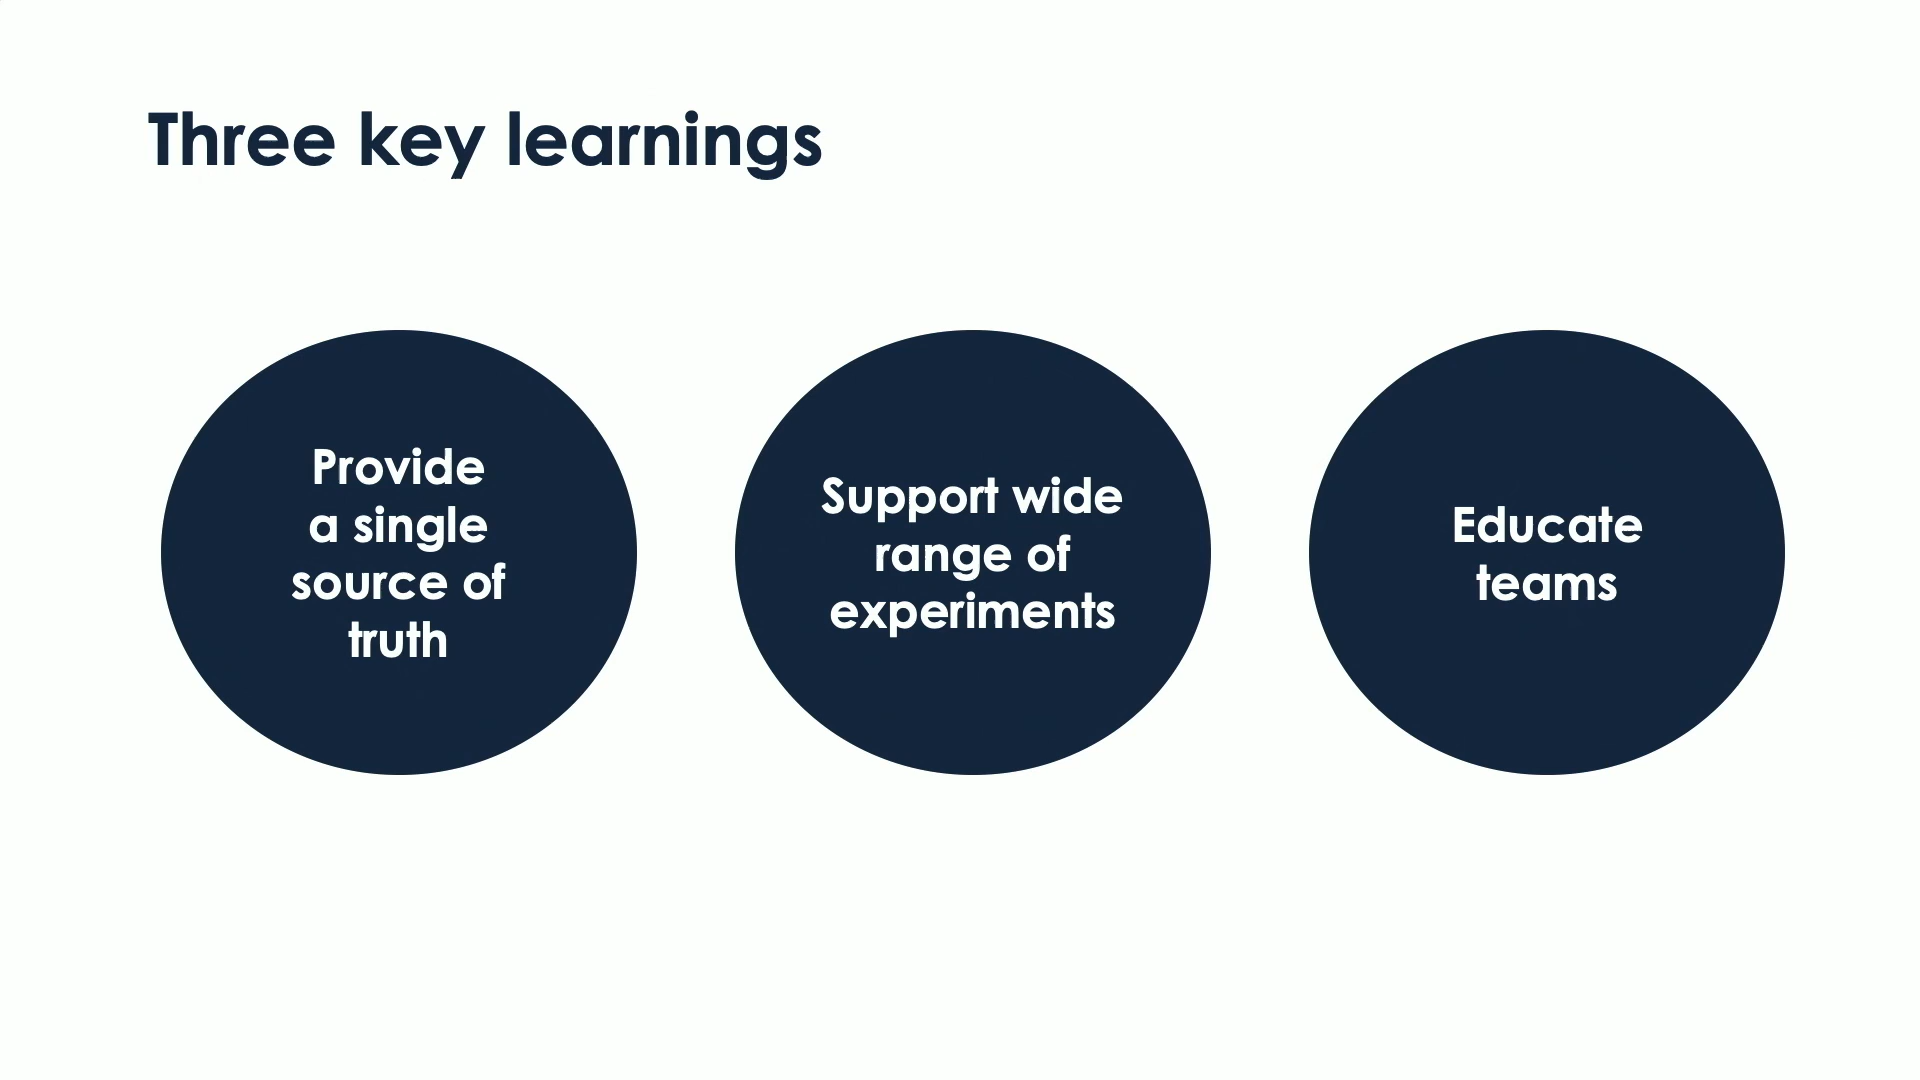 Three key learnings
Provide
a single
source of
truth
Support wide
range of
experiments
Educate
teams